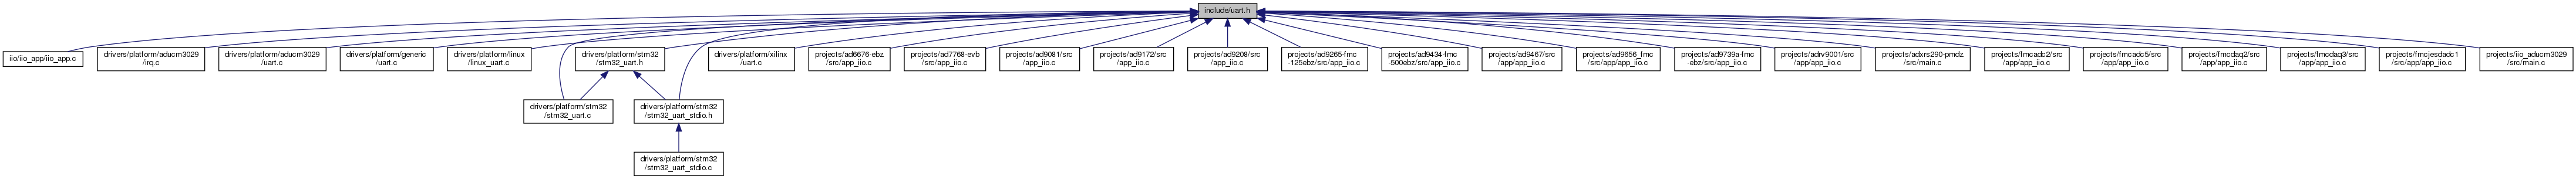 include/uart.h
iio/iio_app/iio_app.c
drivers/platform/aducm3029
/irq.c
drivers/platform/aducm3029
/uart.c
drivers/platform/generic
/uart.c
drivers/platform/linux
/linux_uart.c
drivers/platform/stm32
/stm32_uart.h
drivers/platform/xilinx
/uart.c
projects/ad6676-ebz
/src/app_iio.c
projects/ad7768-evb
/src/app_iio.c
projects/ad9081/src
/app_iio.c
projects/ad9172/src
/app_iio.c
projects/ad9208/src
/app_iio.c
projects/ad9265-fmc
-125ebz/src/app_iio.c
projects/ad9434-fmc
-500ebz/src/app_iio.c
projects/ad9467/src
/app/app_iio.c
projects/ad9656_fmc
/src/app/app_iio.c
projects/ad9739a-fmc
-ebz/src/app_iio.c
projects/adrv9001/src
/app/app_iio.c
projects/adxrs290-pmdz
/src/main.c
projects/fmcadc2/src
/app/app_iio.c
projects/fmcadc5/src
/app/app_iio.c
projects/fmcdaq2/src
/app/app_iio.c
projects/fmcdaq3/src
/app/app_iio.c
projects/fmcjesdadc1
/src/app/app_iio.c
projects/iio_aducm3029
/src/main.c
drivers/platform/stm32
/stm32_uart.c
drivers/platform/stm32
/stm32_uart_stdio.h
drivers/platform/stm32
/stm32_uart_stdio.c